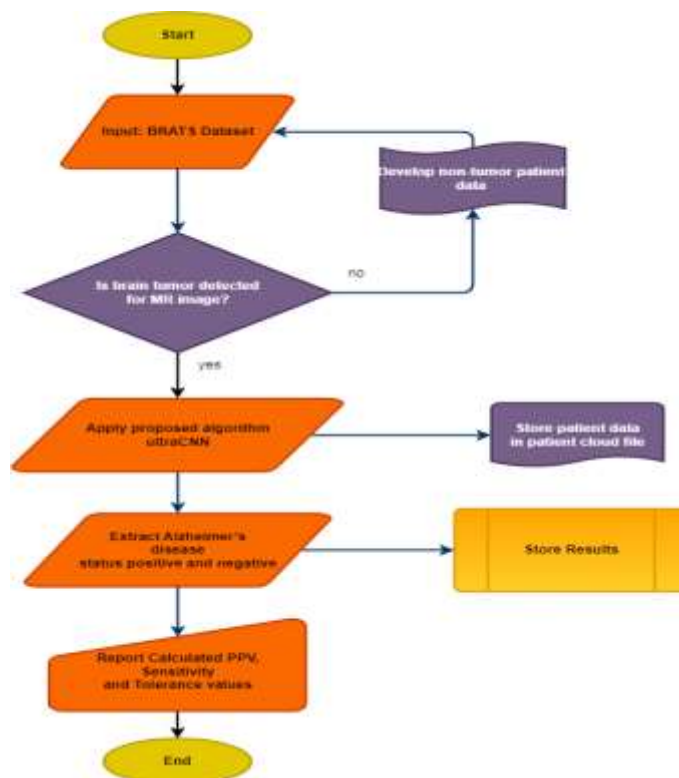 Start
Input: BRATS Dataset
Develop non-tumor patient
data
Is brain tumor detected
for MR image?
no
yes
Apply proposed algorithm
ultraCNN
Store patient data
in patient cloud file
Extract Alzheimer's
disease
status positive and negative
Store Results
Report Calculated PPV,
Sensitivity
and Tolerance values
End